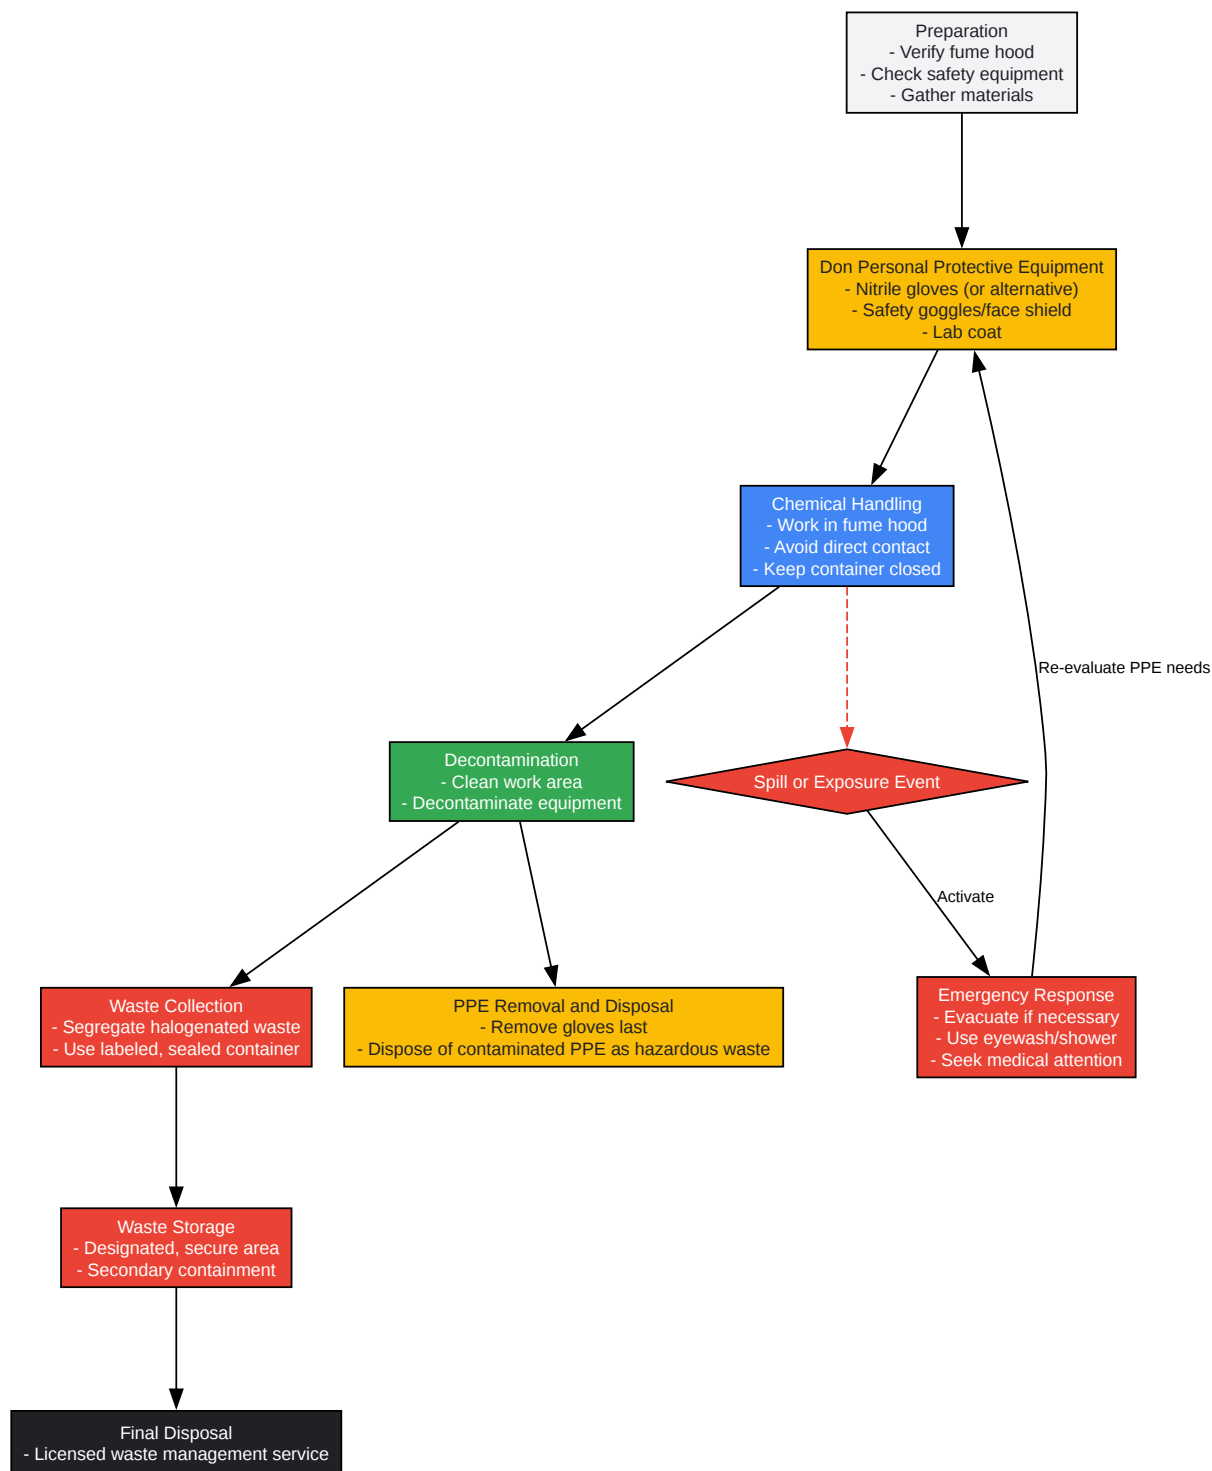 Preparation
- Verify fume hood
- Check safety equipment
- Gather materials
Don Personal Protective Equipment
- Nitrile gloves (or alternative)
- Safety goggles/face shield
- Lab coat
Chemical Handling
- Work in fume hood
- Avoid direct contact
- Keep container closed
Re-evaluate PPE needs
Decontamination
- Clean work area
- Decontaminate equipment
Spill or Exposure Event
Activate
Waste Collection
- Segregate halogenated waste
- Use labeled, sealed container
PPE Removal and Disposal
- Remove gloves last
- Dispose of contaminated PPE as hazardous waste
Emergency Response
- Evacuate if necessary
- Use eyewash/shower
- Seek medical attention
Waste Storage
- Designated, secure area
- Secondary containment
Final Disposal
- Licensed waste management service